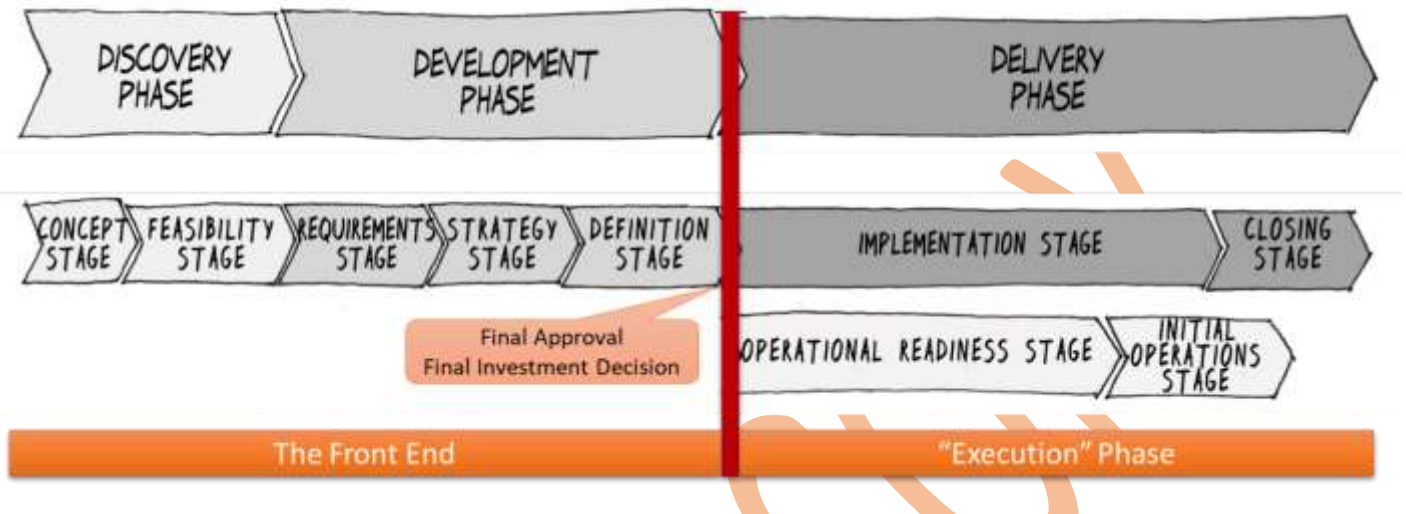 DISCOVERY
PHASE
DEVELOPMENT
PHASE
DELIVERY
PHASE
CONCEPT
STAGE
FEASIBILITY
STAGE
REQUIREMENTS
STAGE
STRATEGY
STAGE
DEFINITION
STAGE
IMPLEMENTATION STAGE
CLOSING
STAGE
Final Approval
Final Investment Decision
OPERATIONAL READINESS STAGE
INITIAL
OPERATIONS
STAGE
The Front End
“Execution” Phase